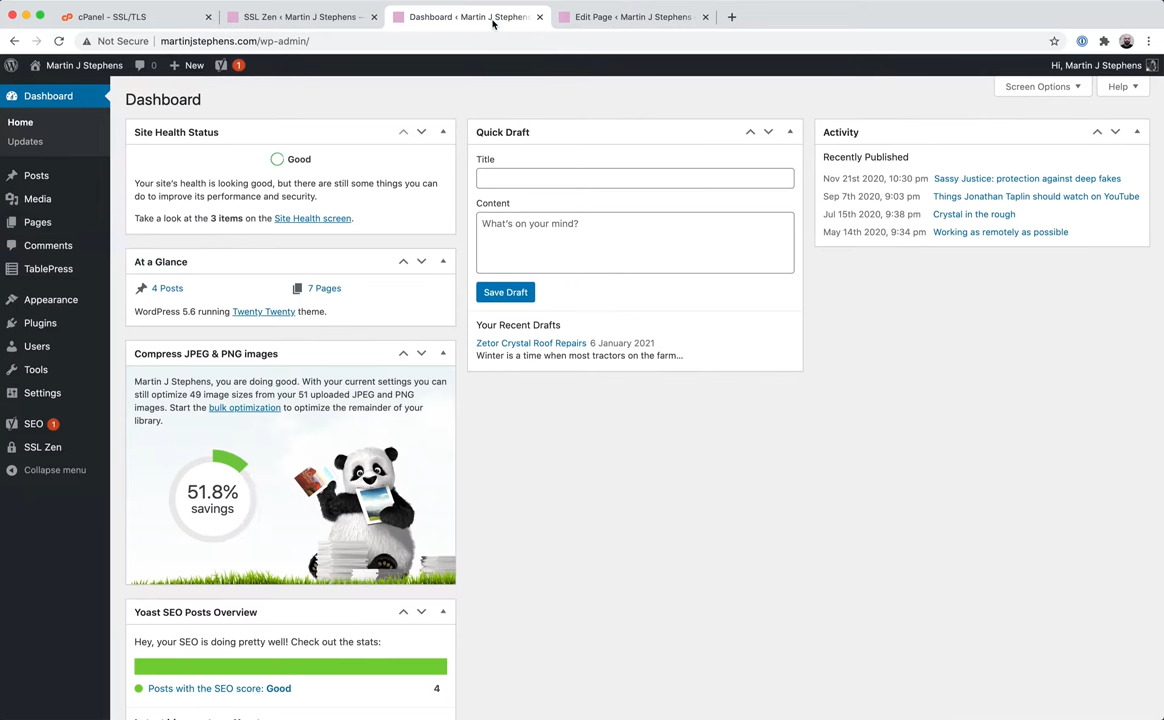 cPanel - SSL/TLS
SSL Zen ‹ Martin J Stephens –
Dashboard ‹ Martin J Stephens
Edit Page ‹ Martin J Stephens
Not Secure
martinjstephens.com/wp-admin/
Martin J Stephens
0
New
1
Hi, Martin J Stephens
Dashboard
Home
Updates
Posts
Media
Pages
Comments
TablePress
Appearance
Plugins
Users
Tools
Settings
SEO 1
SSL Zen
Collapse menu
Dashboard
Screen Options
Help
Site Health Status
Good
Your site's health is looking good, but there are still some things you can
do to improve its performance and security.
Take a look at the 3 items on the Site Health screen.
At a Glance
4 Posts
7 Pages
WordPress 5.6 running Twenty Twenty theme.
Compress JPEG & PNG images
Martin J Stephens, you are doing good. With your current settings you can
still optimize 49 image sizes from your 51 uploaded JPEG and PNG
images. Start the bulk optimization to optimize the remainder of your
library.
51.8%
savings
Yoast SEO Posts Overview
Hey, your SEO is doing pretty well! Check out the stats:
Posts with the SEO score: Good
4
Quick Draft
Title
Content
What's on your mind?
Save Draft
Your Recent Drafts
Zetor Crystal Roof Repairs 6 January 2021
Winter is a time when most tractors on the farm…
Activity
Recently Published
Nov 21st 2020, 10:30 pm Sassy Justice: protection against deep fakes
Sep 7th 2020, 9:03 pm Things Jonathan Taplin should watch on YouTube
Jul 15th 2020, 9:38 pm Crystal in the rough
May 14th 2020, 9:34 pm Working as remotely as possible